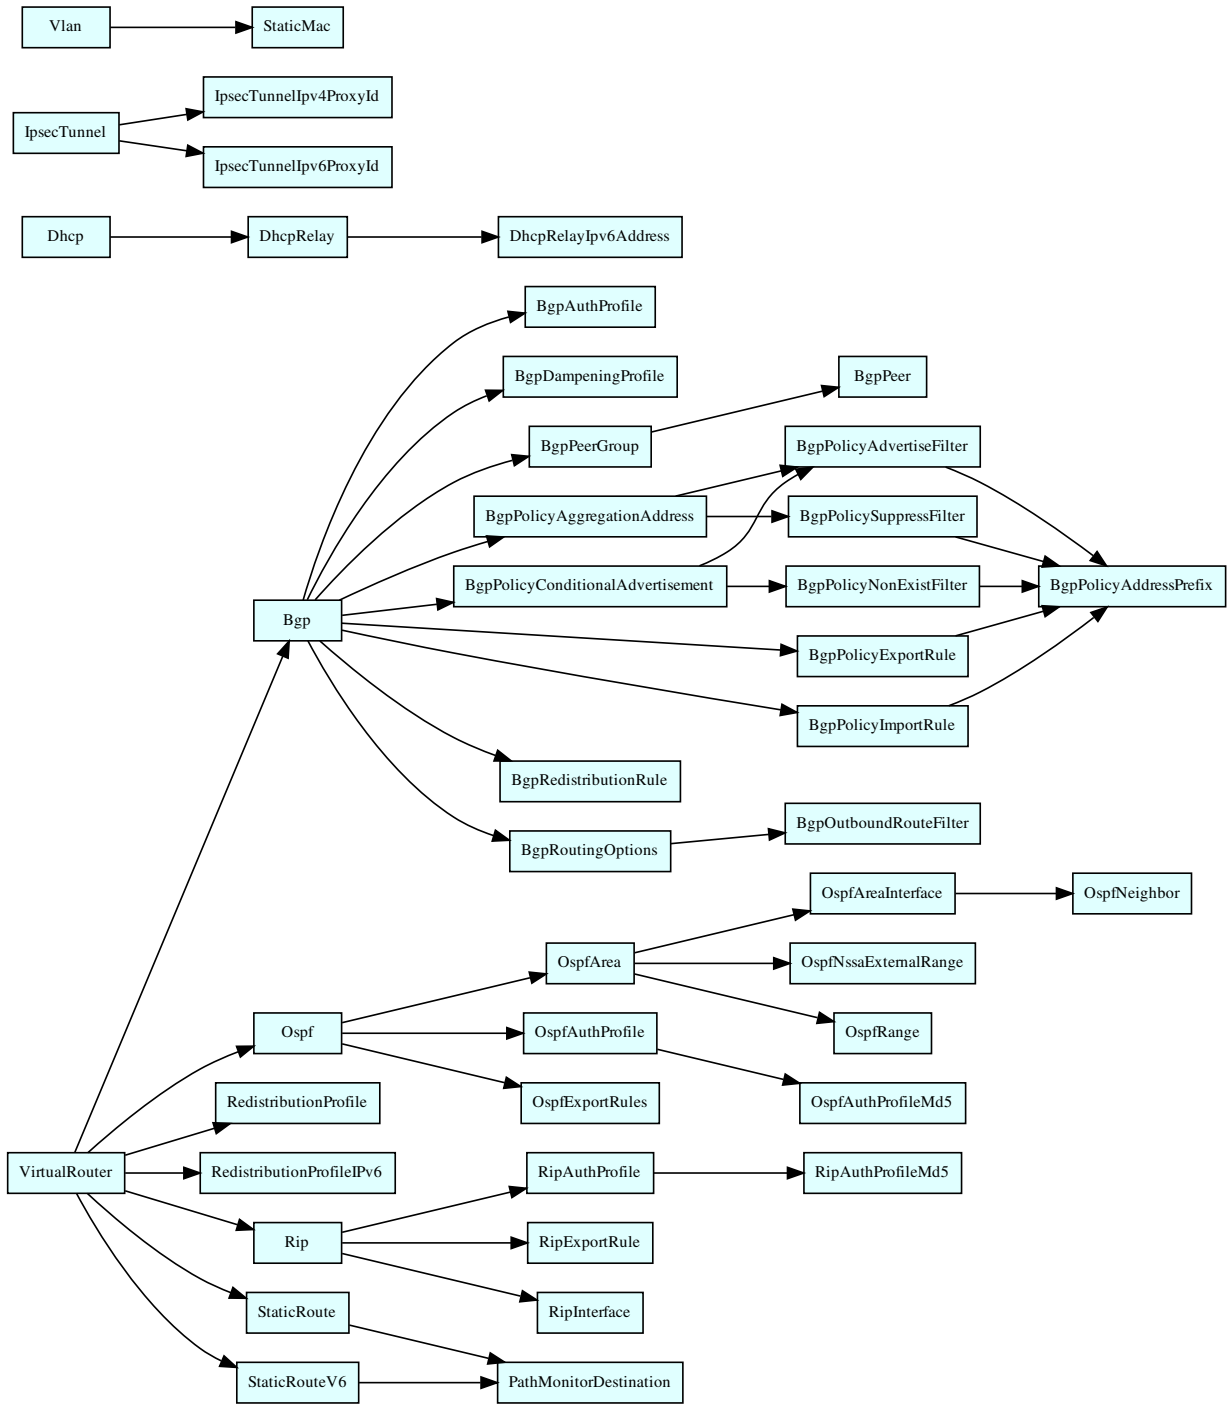 Vlan
StaticMac
IpsecTunnel
IpsecTunnelIpv4ProxyId
IpsecTunnelIpv6ProxyId
Dhcp
DhcpRelay
DhcpRelayIpv6Address
BgpAuthProfile
BgpDampeningProfile
BgpPeer
BgpPeerGroup
BgpPolicyAdvertiseFilter
BgpPolicyAggregationAddress
BgpPolicySuppressFilter
BgpPolicyConditionalAdvertisement
BgpPolicyNonExistFilter
BgpPolicyAddressPrefix
Bgp
BgpPolicyExportRule
BgpPolicyImportRule
BgpRedistributionRule
BgpOutboundRouteFilter
BgpRoutingOptions
OspfAreaInterface
OspfNeighbor
OspfArea
OspfNssaExternalRange
Ospf
OspfAuthProfile
OspfRange
RedistributionProfile
OspfExportRules
OspfAuthProfileMd5
VirtualRouter
RedistributionProfileIPv6
RipAuthProfile
RipAuthProfileMd5
Rip
RipExportRule
StaticRoute
RipInterface
StaticRouteV6
PathMonitorDestination